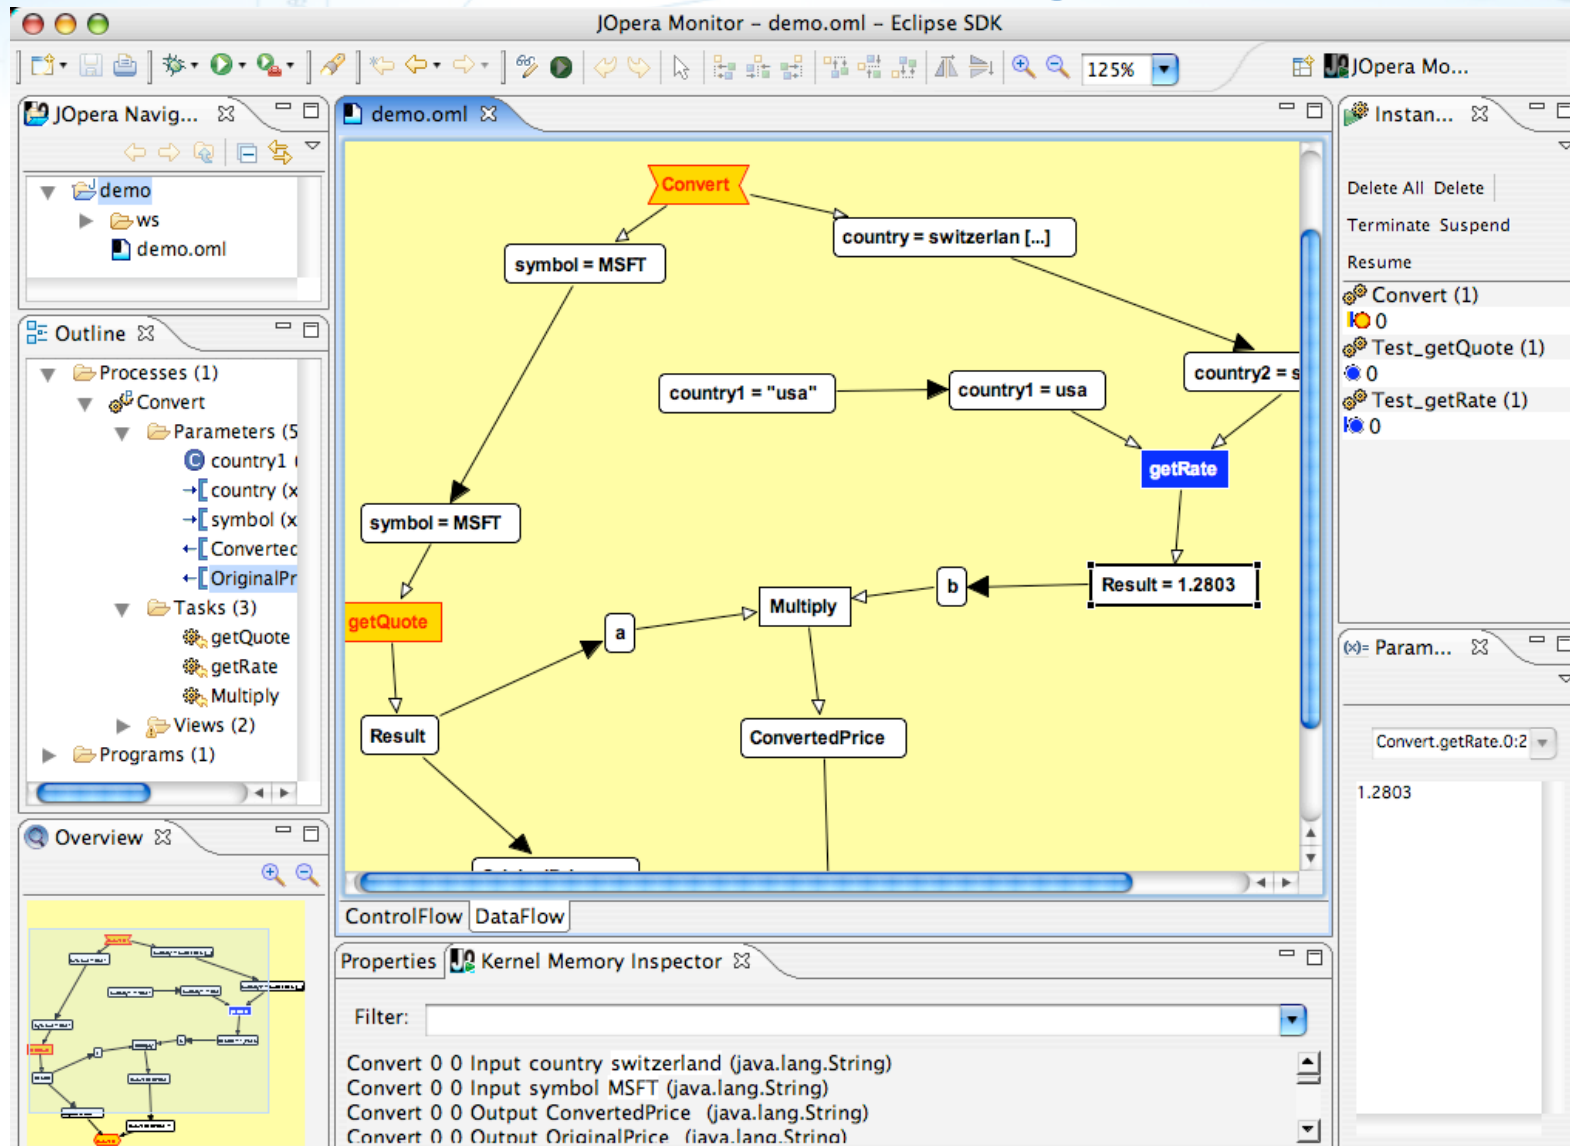 JOpera Monitor – demo.oml – Eclipse SDK
125%
JOpera Mo...
JOpera Navig...
demo
ws
demo.oml
Outline
Processes (1)
Convert
Parameters (5
country1 (
country (x
symbol (x
Converted
OriginalPr
Tasks (3)
getQuote
getRate
Multiply
Views (2)
Programs (1)
Overview
demo.oml
Convert
country = switzerlan [...]
symbol = MSFT
country2 = s
country1 = "usa"
country1 = usa
getRate
symbol = MSFT
Result = 1.2803
b
Multiply
getQuote
a
Result
ConvertedPrice
ControlFlow
DataFlow
Properties
Kernel Memory Inspector
Filter:
Convert 0 0 Input country switzerland (java.lang.String)
Convert 0 0 Input symbol MSFT (java.lang.String)
Convert 0 0 Output ConvertedPrice (java.lang.String)
Convert 0 0 Output OriginalPrice (java.lang.String)
Instan...
Delete All Delete
Terminate Suspend
Resume
Convert (1)
0
Test_getQuote (1)
0
Test_getRate (1)
0
(x)= Param...
Convert.getRate.0:2
1.2803